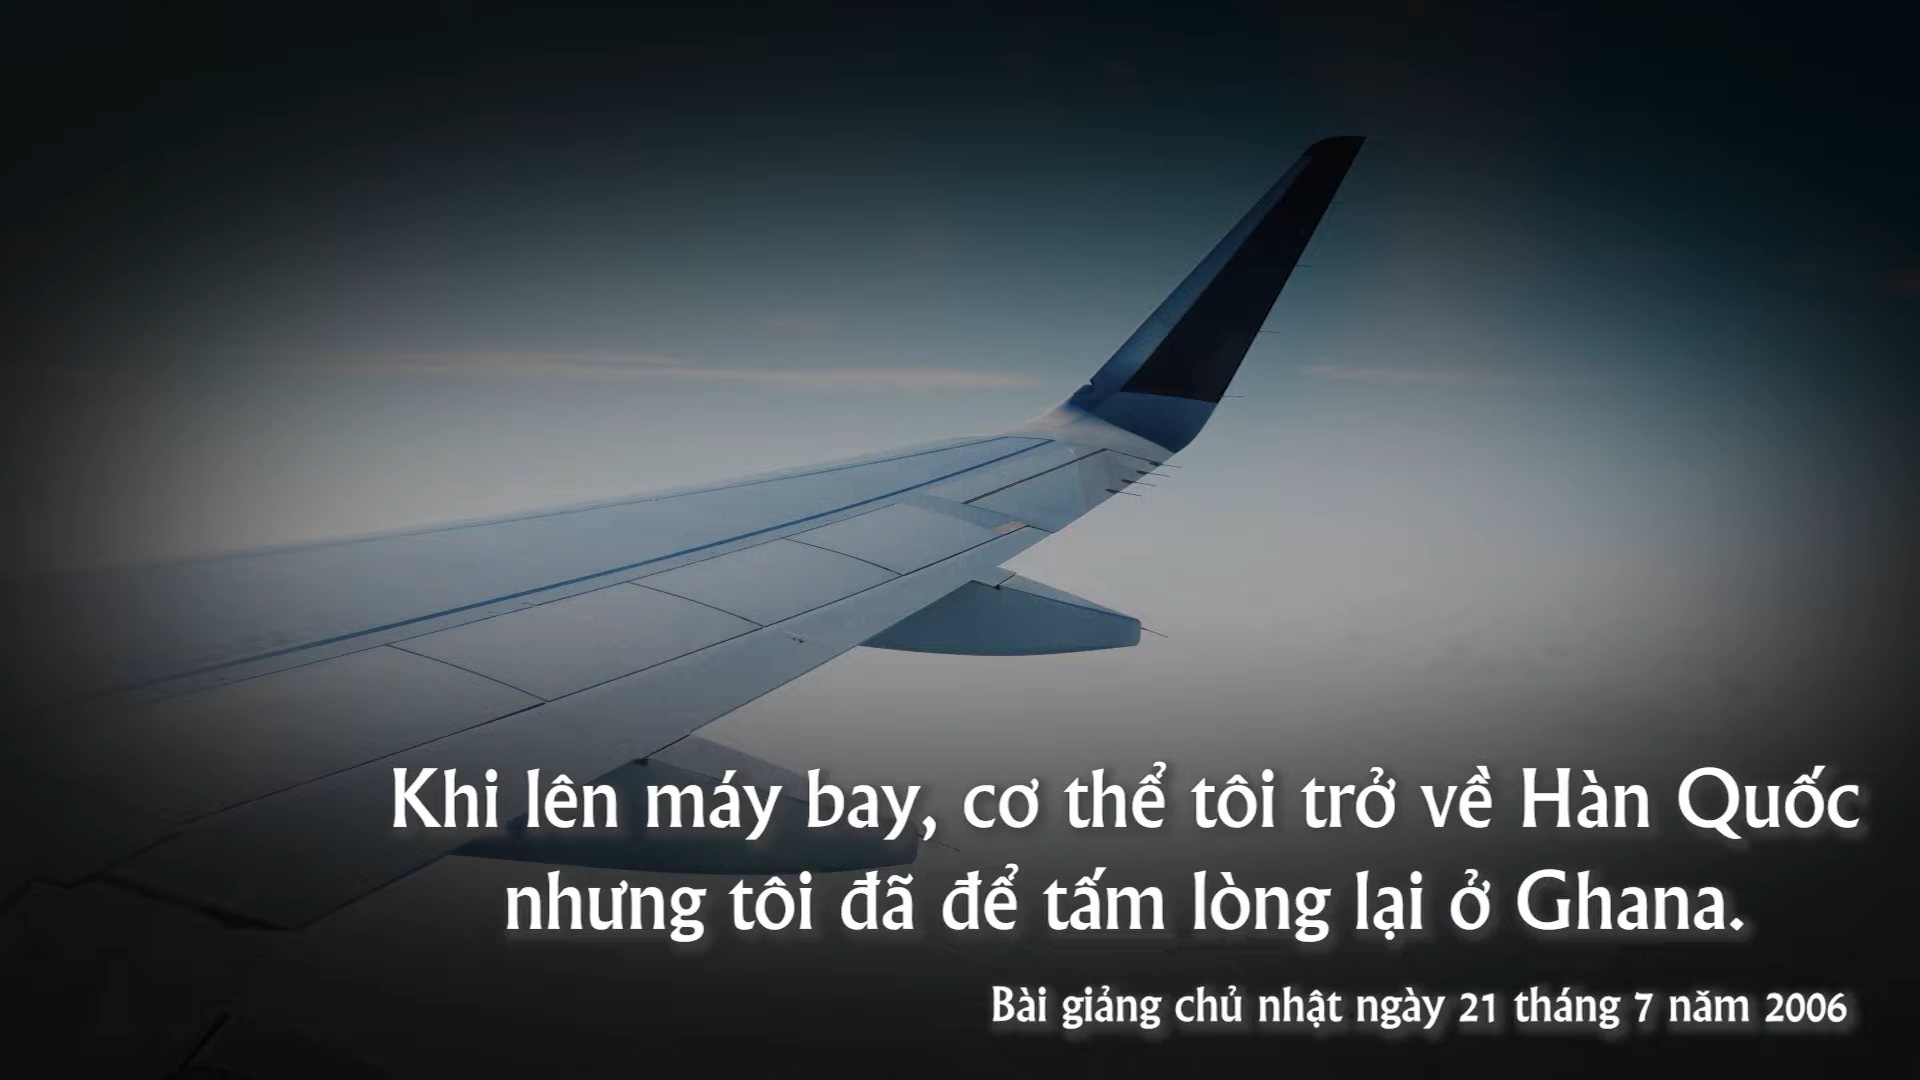 Khi lên máy bay, cơ thể tôi trở về Hàn Quốc
nhưng tôi đã để tấm lòng lại ở Ghana.
Bài giảng chủ nhật ngày 21 tháng 7 năm 2006